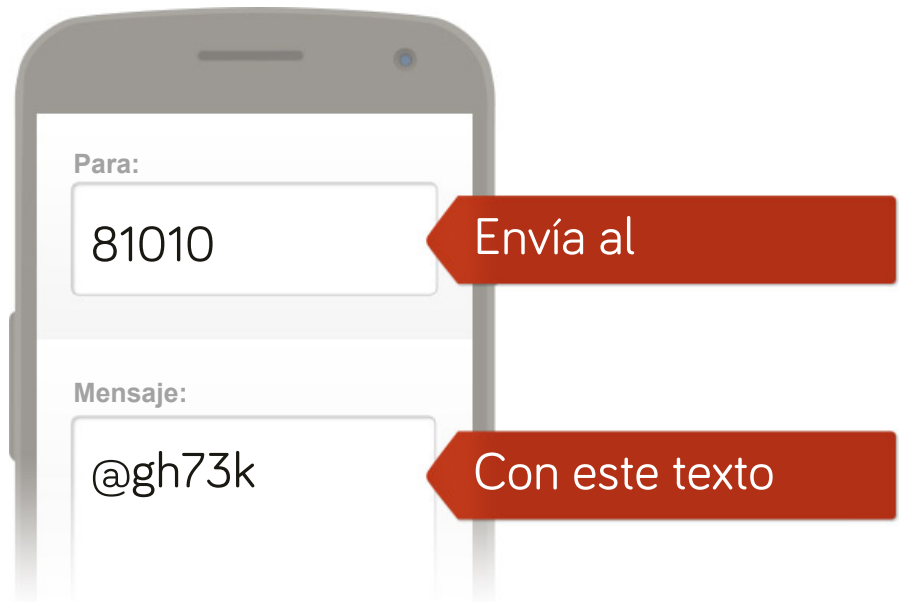 Para:
81010
Envía al
Mensaje:
@gh73k
Con este texto